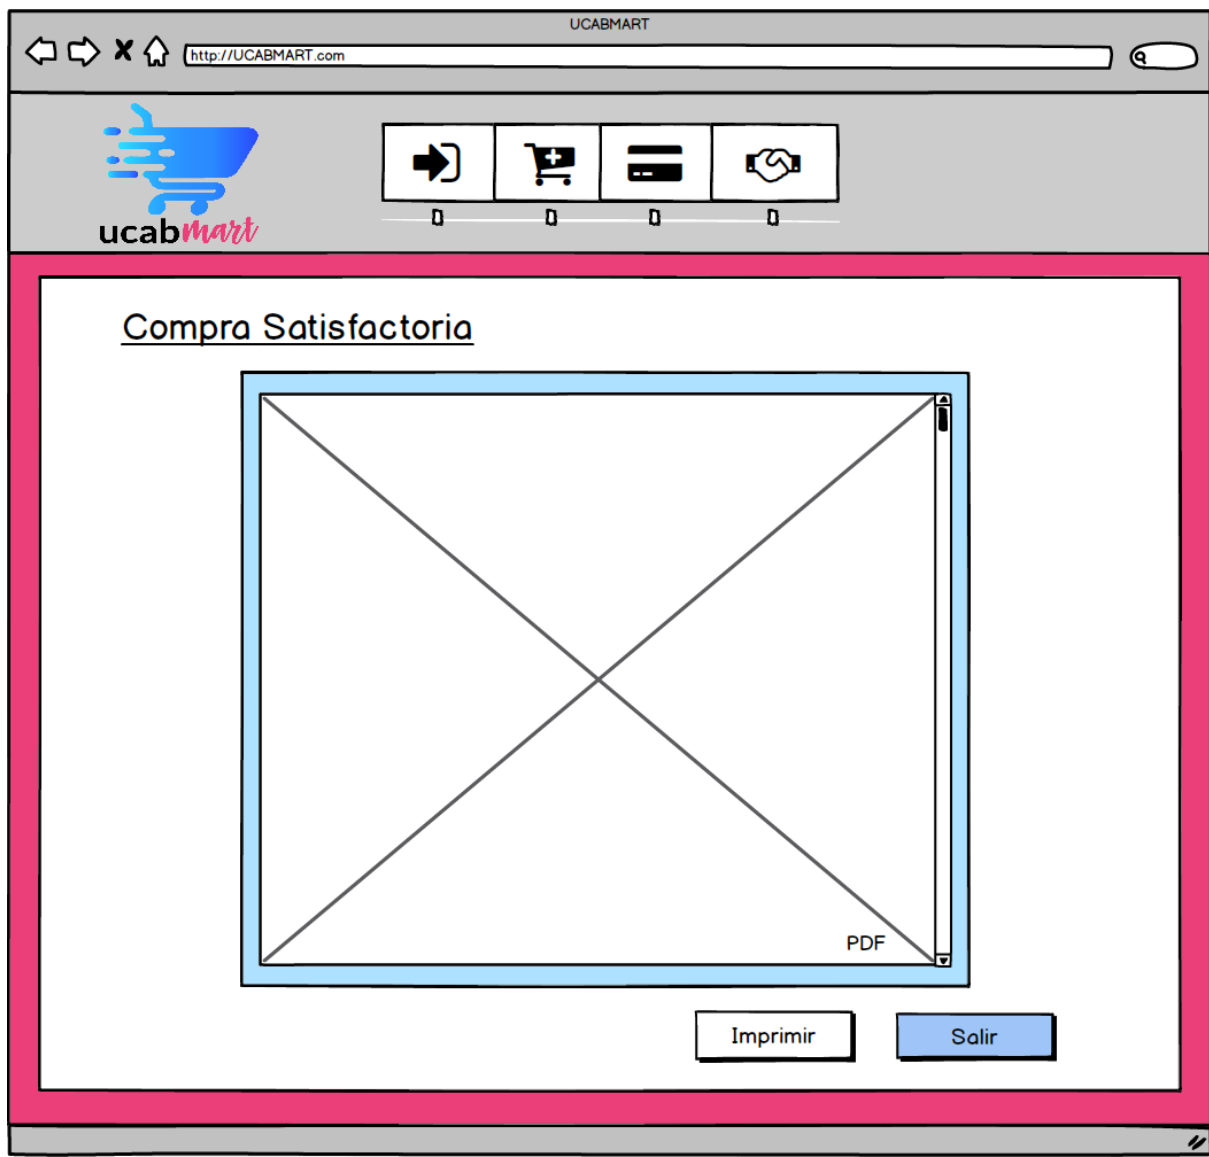 UCABMART
http://UCABMART.com
ucabmart
Compra Satisfactoria
PDF
Imprimir
Salir